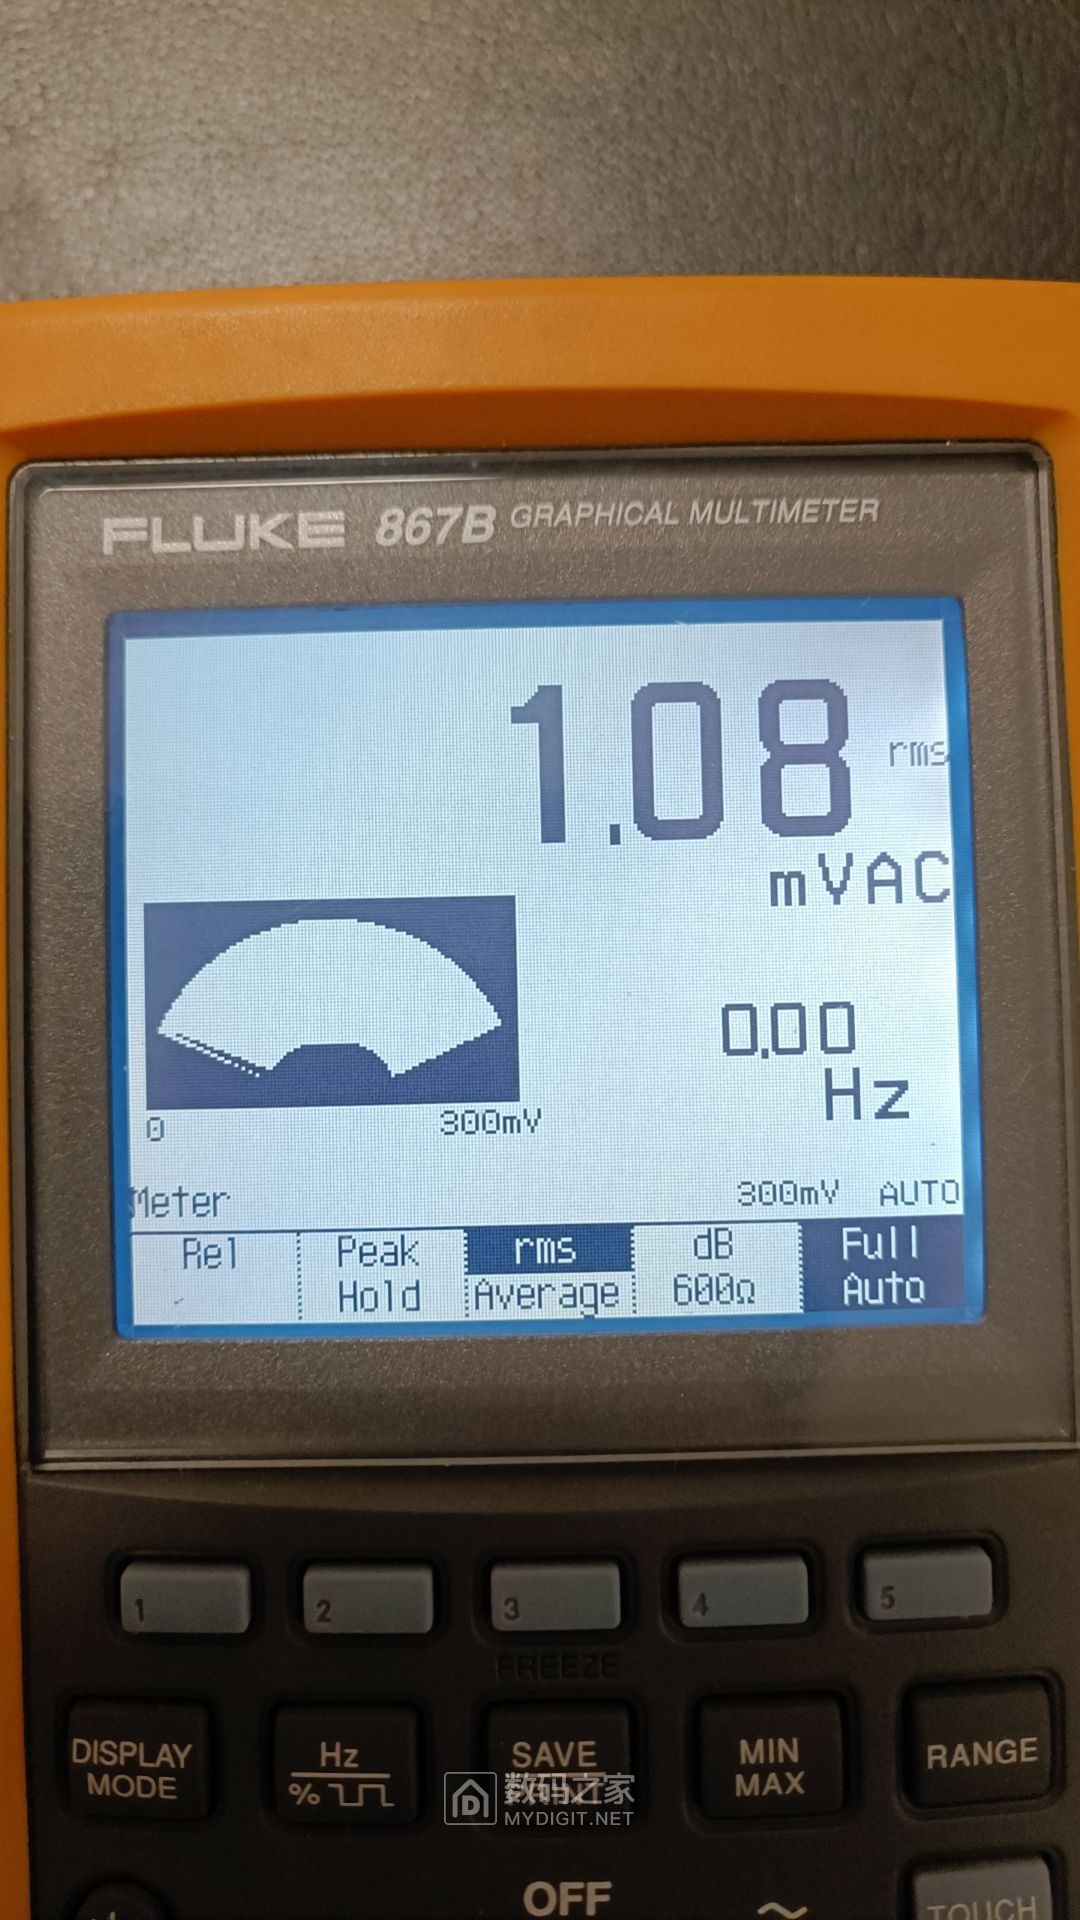 FLUKE 867B GRAPHICAL MULTIMETER
1.08 rms
mVAC
0.00
Hz
0 300mV
Meter 300mV AUTO
Rel Peak Hold rms Average dB 600Ω Full Auto
1 2 3 4 5
FREEZE
DISPLAY MODE Hz % SAVE MIN MAX RANGE
数码之家
MYDIGIT.NET
OFF
TOUCH